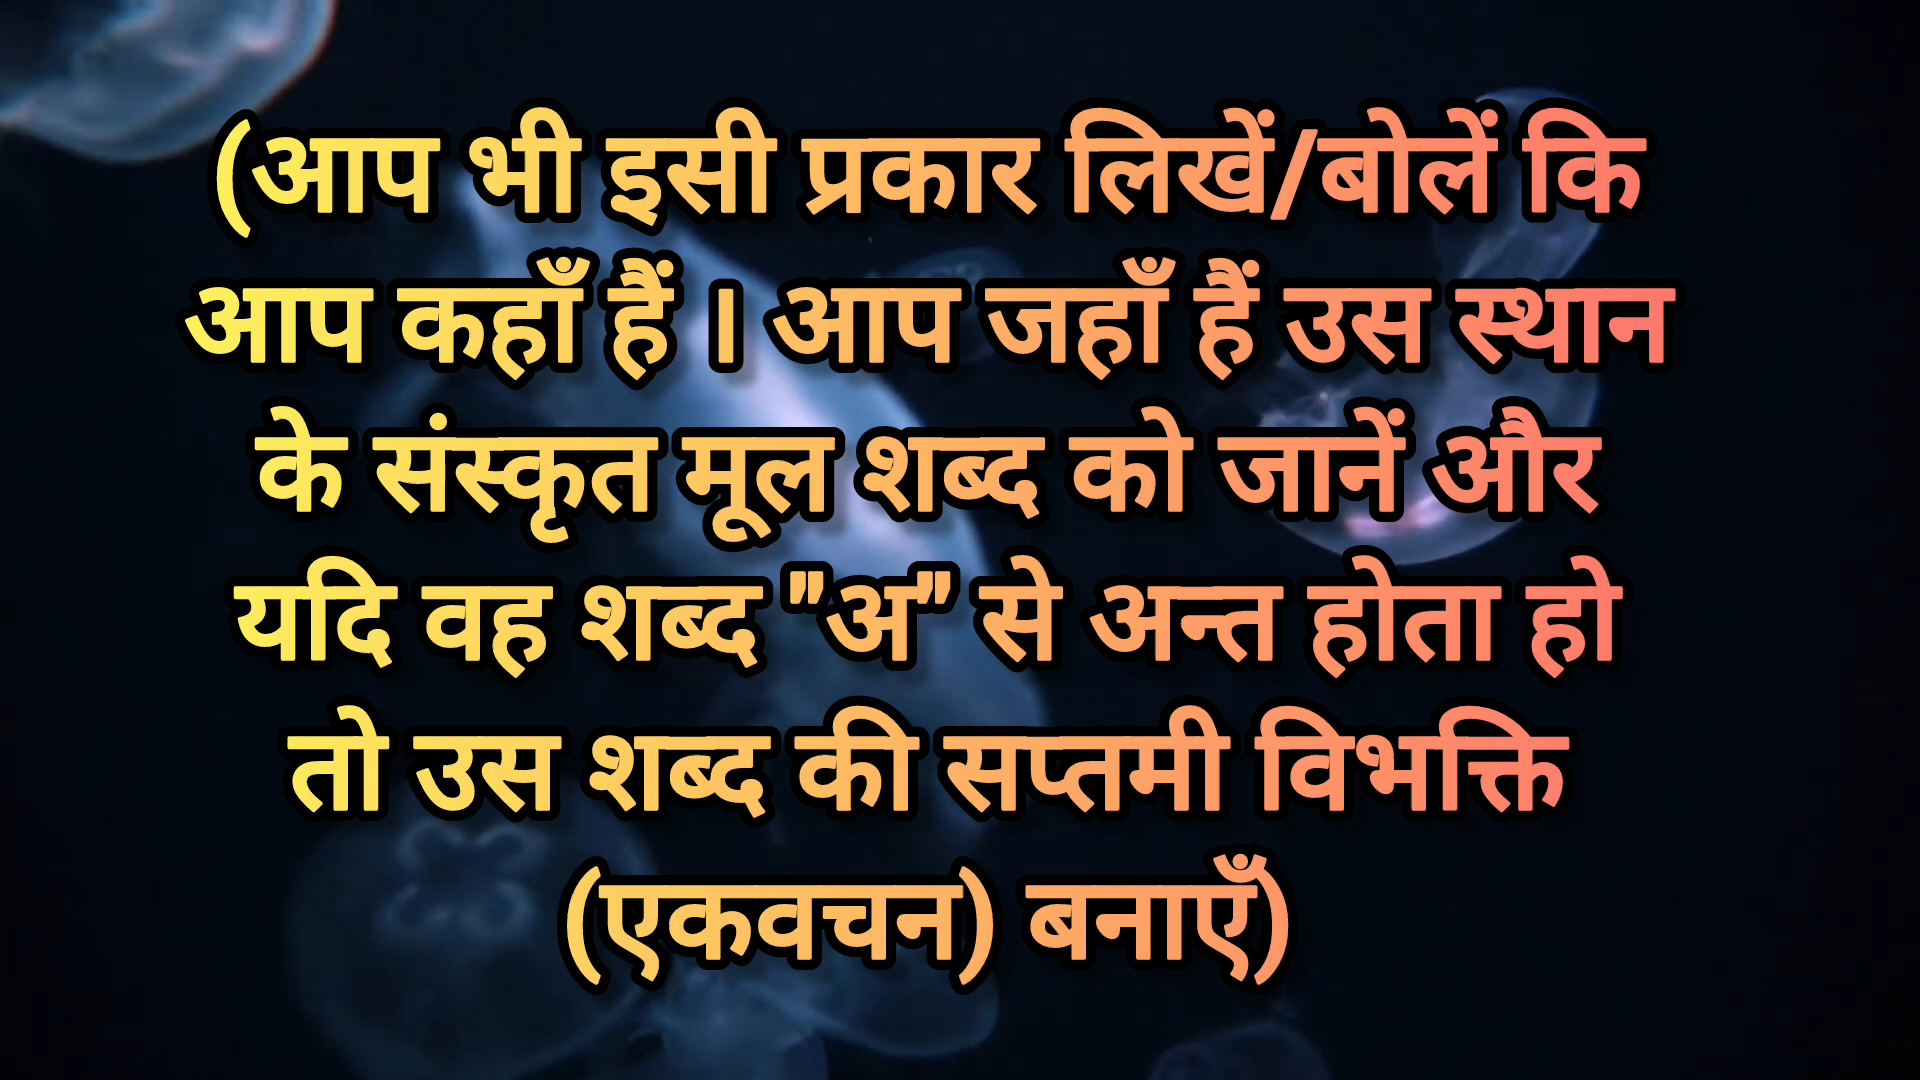 (आप भी इसी प्रकार लिखें/बोलें कि
आप कहाँ हैं । आप जहाँ हैं उस स्थान
के संस्कृत मूल शब्द को जानें और
यदि वह शब्द "अ" से अन्त होता हो
तो उस शब्द की सप्तमी विभक्ति
(एकवचन) बनाएँ)